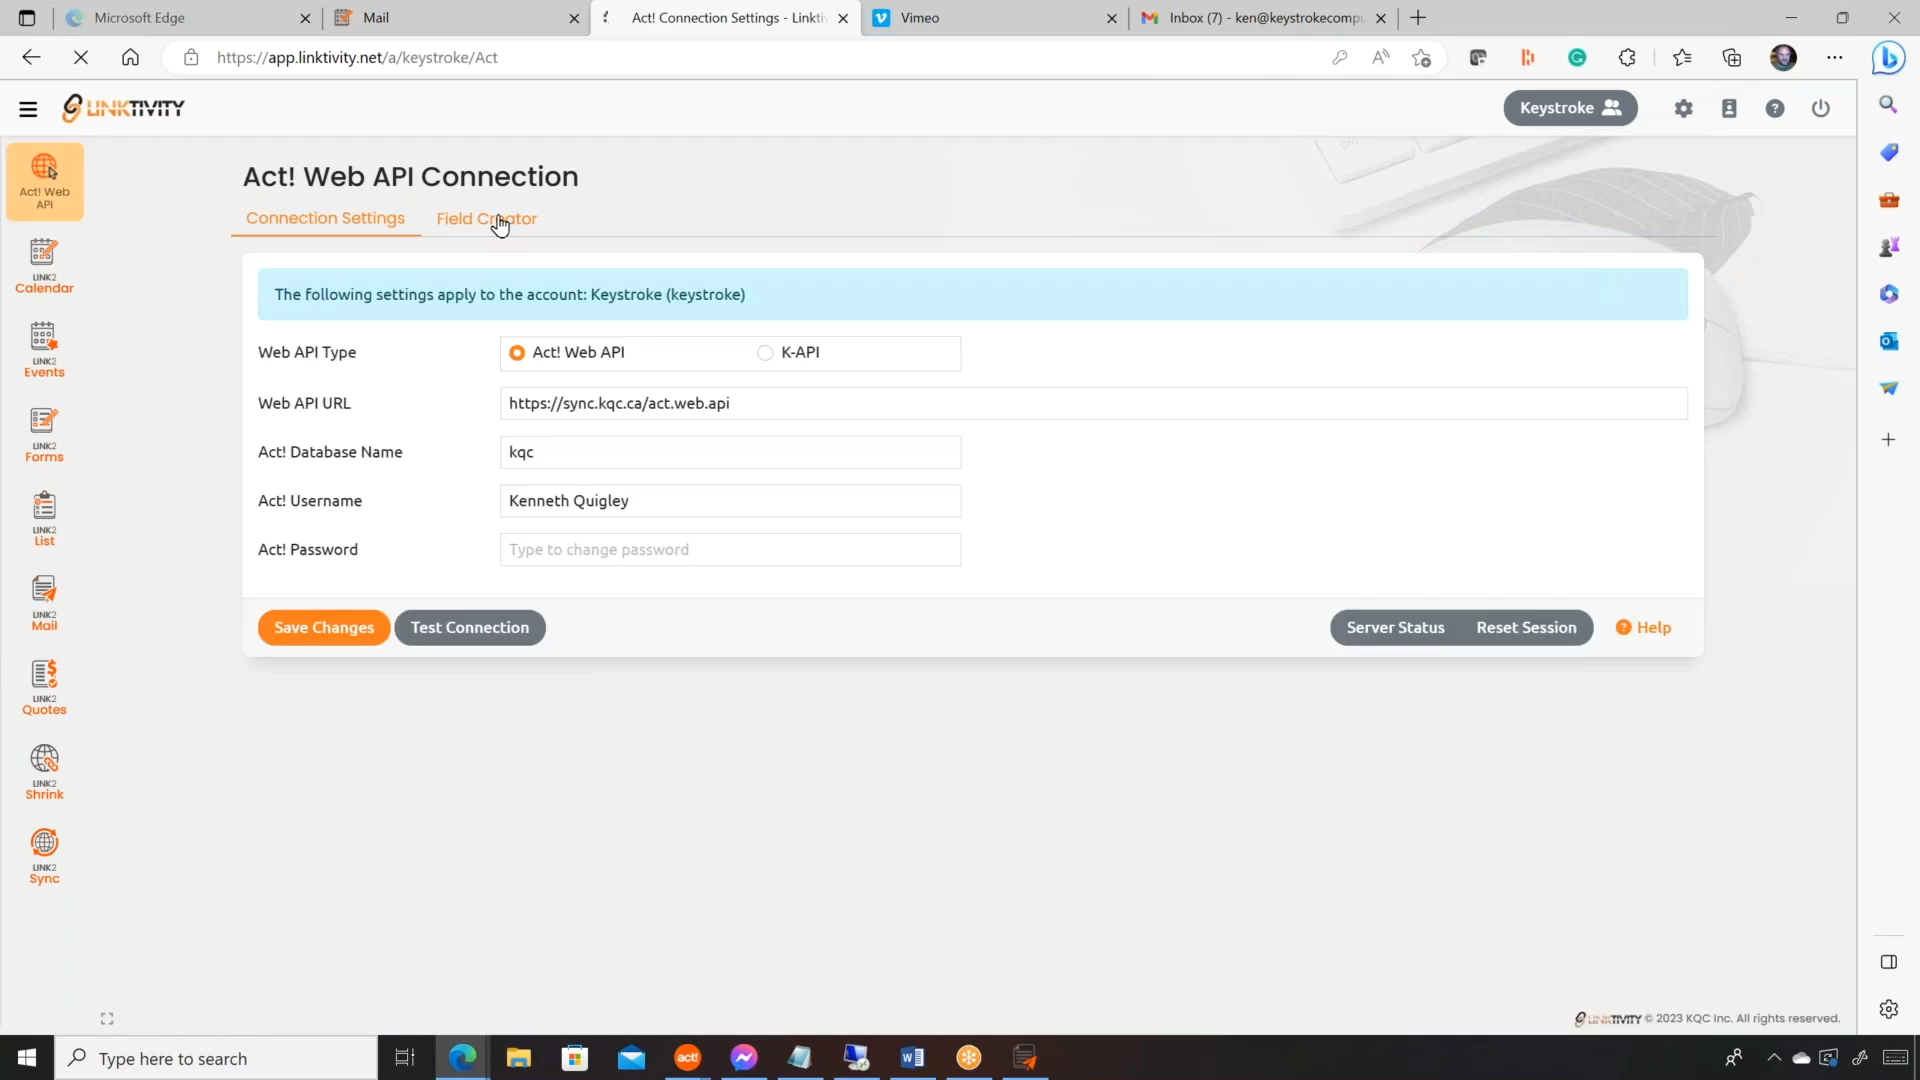 Microsoft Edge
Mail
Act! Connection Settings - Linkti
Vimeo
Inbox (7) - ken@keystrokecomp
https://app.linktivity.net/a/keystroke/Act
LINKTIVITY
Keystroke
Act! Web
API
Act! Web API Connection
Connection Settings
Field Creator
The following settings apply to the account: Keystroke (keystroke)
Web API Type
Act! Web API
K-API
Web API URL
https://sync.kqc.ca/act.web.api
Act! Database Name
kqc
Act! Username
Kenneth Quigley
Act! Password
Type to change password
Save Changes
Test Connection
Server Status
Reset Session
Help
LINK2
Calendar
LINK2
Events
LINK2
Forms
LINK2
List
LINK2
Mail
LINK2
Quotes
LINK2
Shrink
LINK2
Sync
LINKTIVITY © 2023 KQC Inc. All rights reserved.
Type here to search
act!